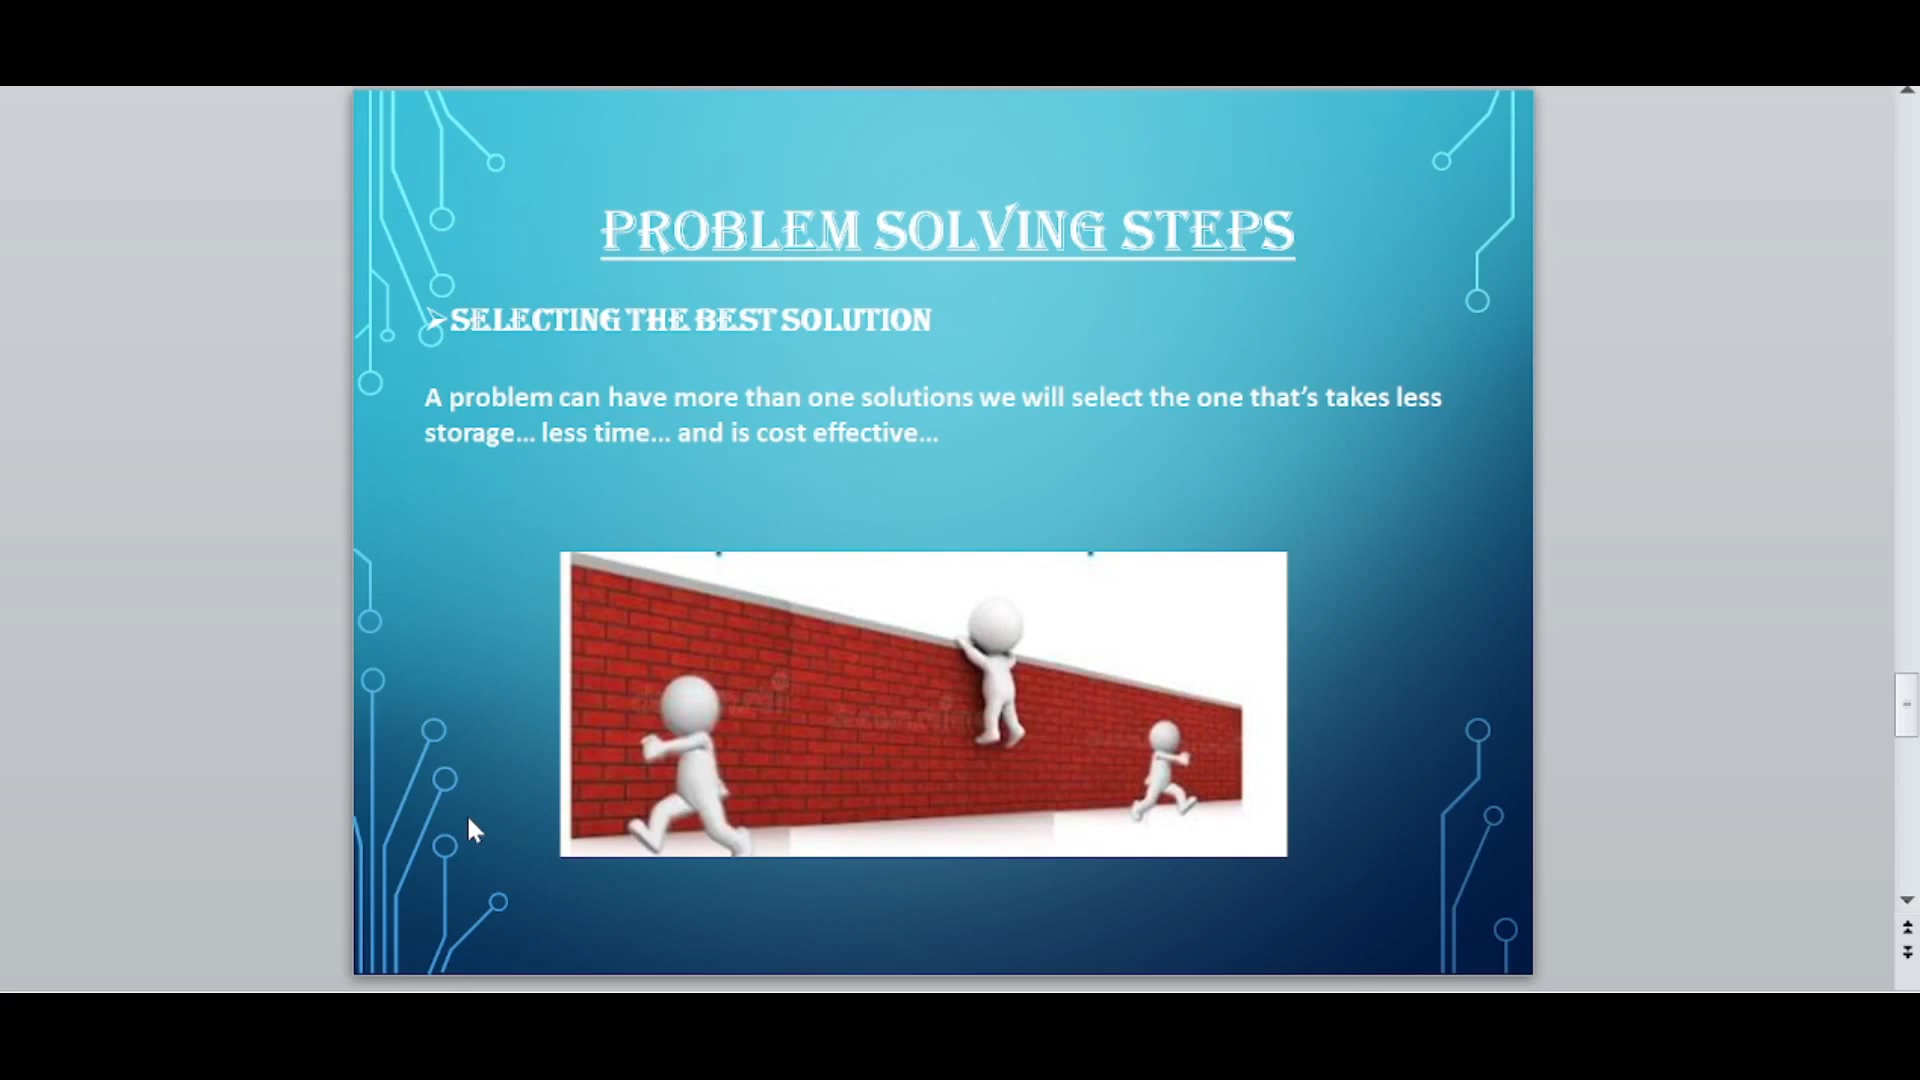 PROBLEM SOLVING STEPS
SELECTING THE BEST SOLUTION
A problem can have more than one solutions we will select the one that’s takes less
storage... less time... and is cost effective...